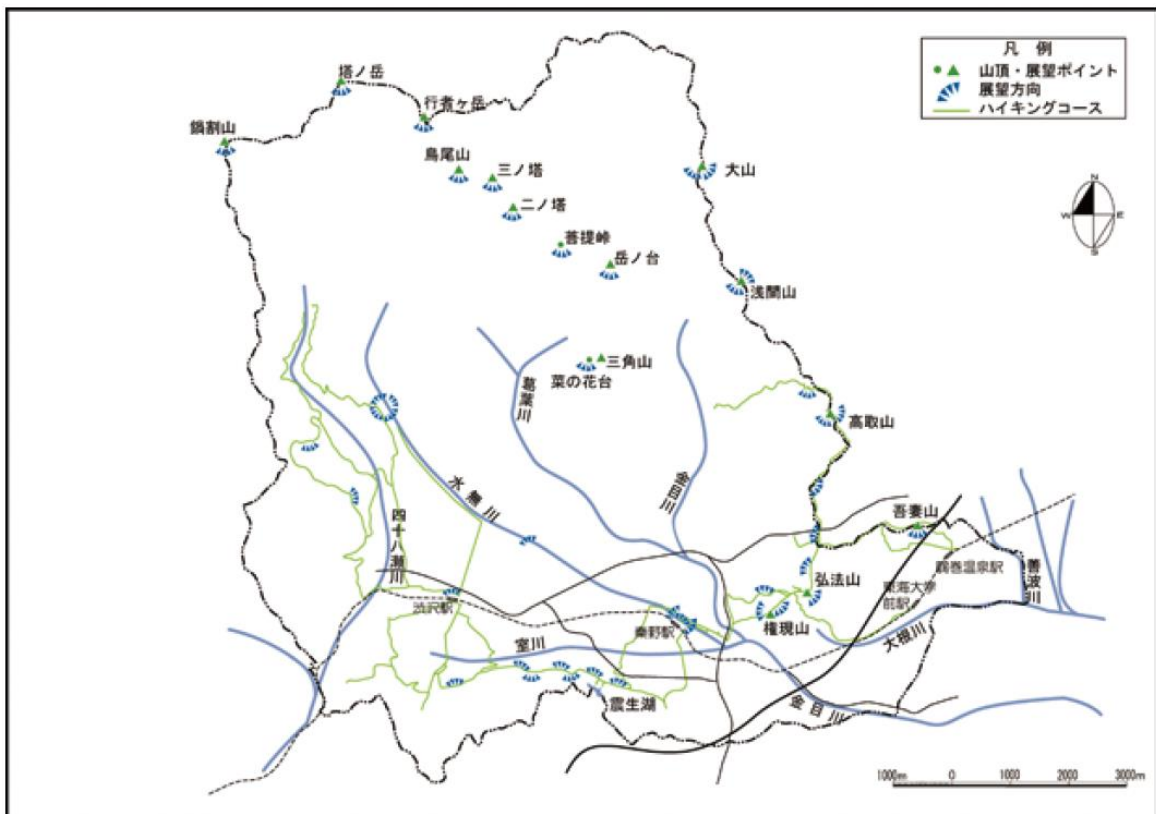 凡 例
山頂・展望ポイント
展望方向
ハイキングコース
N
W
E
S
塔ノ岳
行者ヶ岳
鍋割山
鳥尾山
三ノ塔
二ノ塔
菩提峠
岳ノ台
大山
浅間山
三角山
菜の花台
葛葉川
高取山
水無川
金目川
四十八瀬川
吾妻山
鶴巻温泉駅
善波川
弘法山
東海大学
前駅
渋沢駅
秦野駅
権現山
大根川
室川
震生湖
金目川
1000m
0
1000
2000
3000m